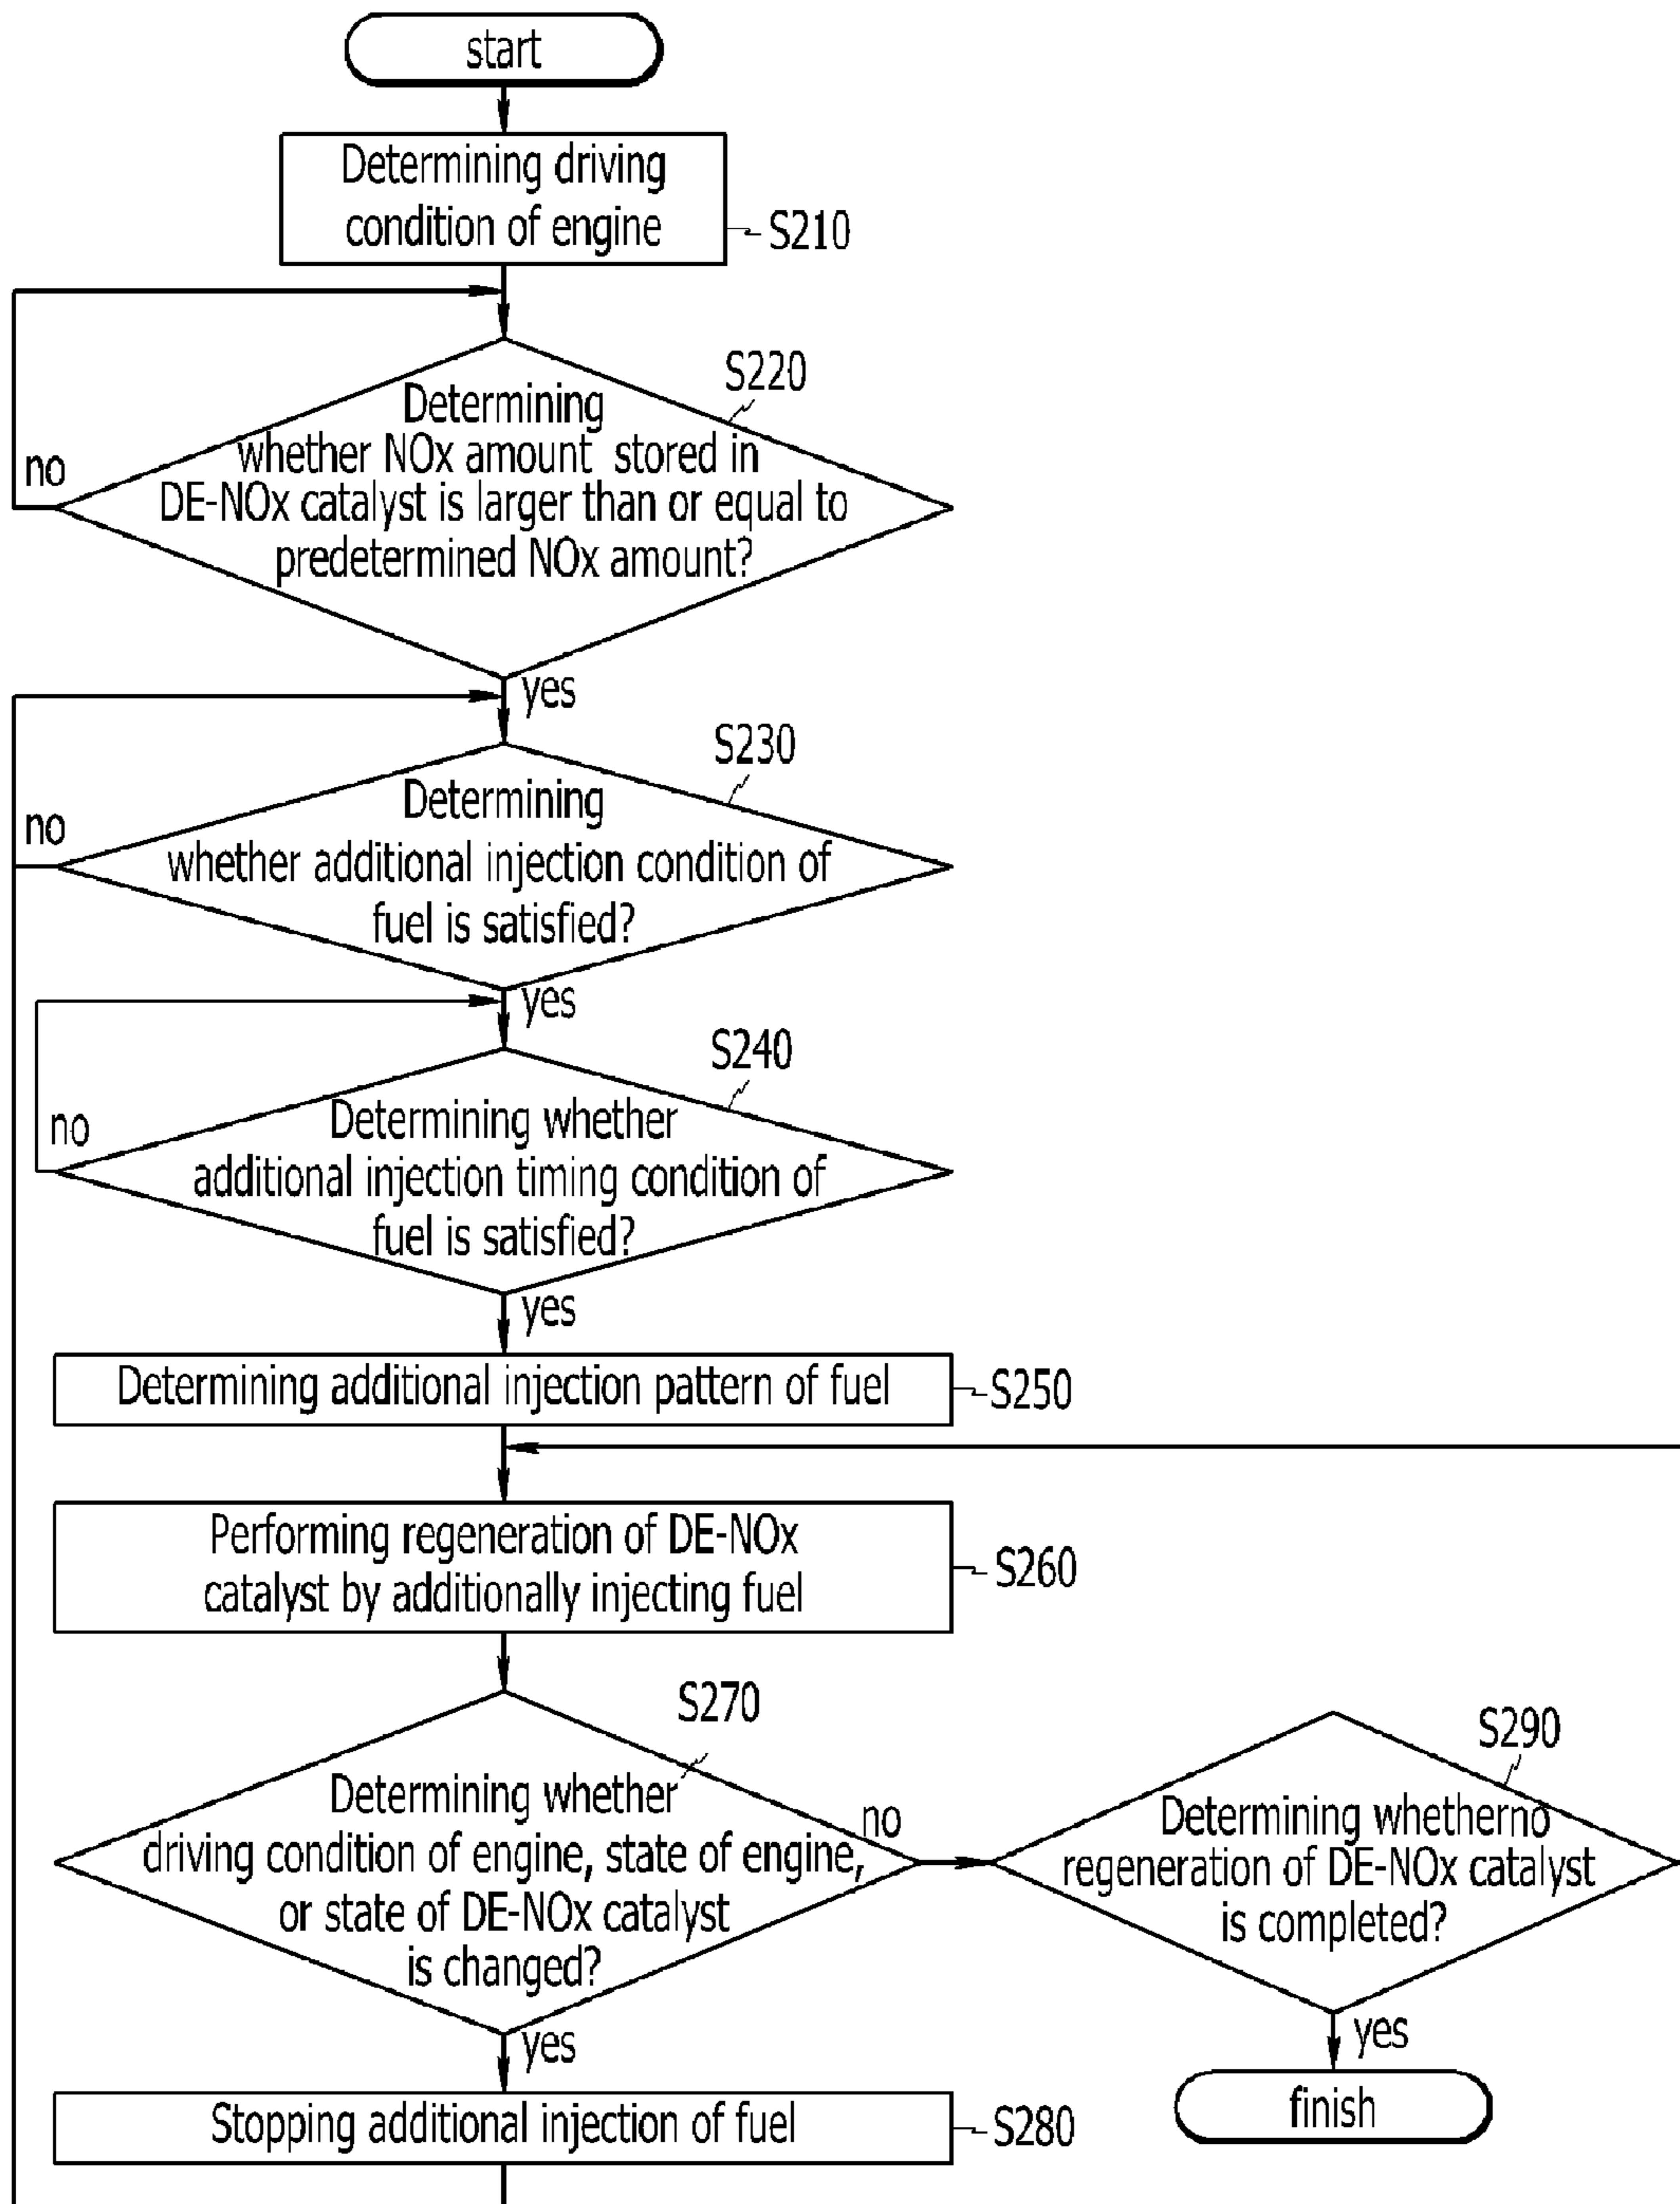 start
Determining driving
condition of engine
S210
S220
Determining
whether NOx amount stored in
DE-NOx catalyst is larger than or equal to
predetermined NOx amount?
no
yes
S230
Determining
whether additional injection condition of
fuel is satisfied?
no
yes
S240
Determining whether
additional injection timing condition of
fuel is satisfied?
no
yes
Determining additional injection pattern of fuel
S250
Performing regeneration of DE-NOx
catalyst by additionally injecting fuel
S260
S270
Determining whether
driving condition of engine, state of engine,
or state of DE-NOx catalyst
is changed?
no
yes
S290
Determining whether
no
regeneration of DE-NOx catalyst
is completed?
yes
Stopping additional injection of fuel
S280
finish